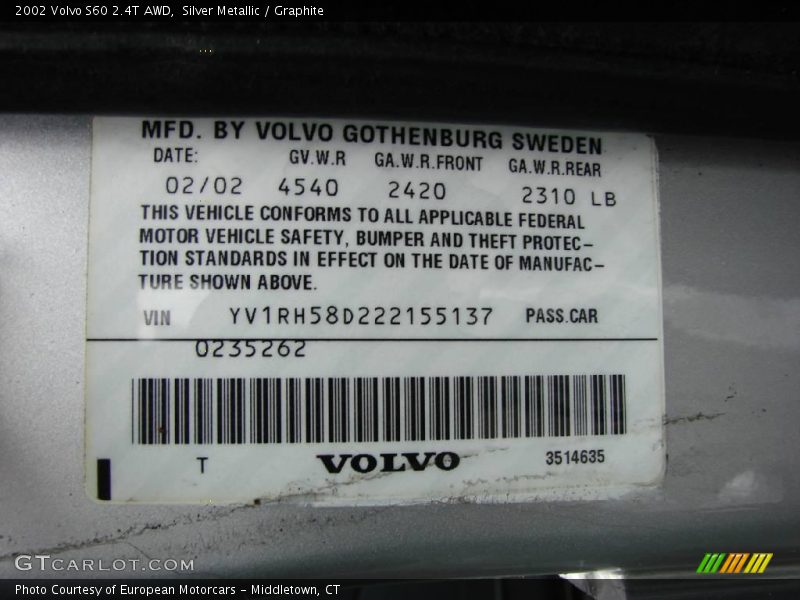 2002 Volvo S60 2.4T AWD,  Silver Metallic / Graphite
MFD. BY VOLVO GOTHENBURG SWEDEN
DATE: GV.W.R GA.W.R.FRONT GA.W.R.REAR
02/02 4540 2420 2310 LB
THIS VEHICLE CONFORMS TO ALL APPLICABLE FEDERAL
MOTOR VEHICLE SAFETY, BUMPER AND THEFT PROTEC-
TION STANDARDS IN EFFECT ON THE DATE OF MANUFAC-
TURE SHOWN ABOVE.
VIN YV1RH58D222155137 PASS.CAR
0235262
T VOLVO 3514635
GTCARLOT.COM
Photo Courtesy of European Motorcars - Middletown, CT